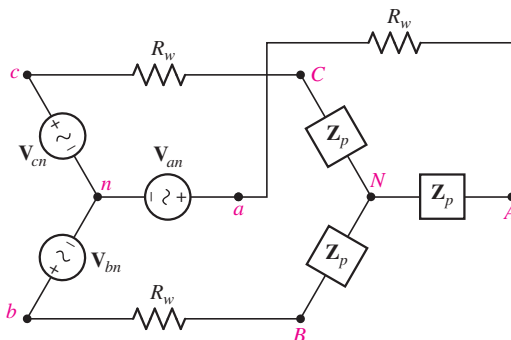 R_w
R_w
c
C
+
−
V_cn
Z_p
V_an
n
N
− +
Z_p
a
A
−
+
V_bn
Z_p
R_w
b
B